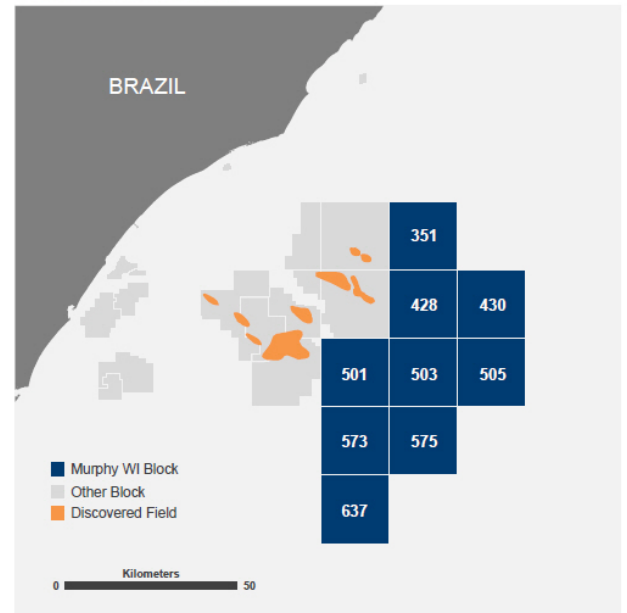 BRAZIL
351
428 430
501 503 505
573 575
637
Murphy WI Block
Other Block
Discovered Field
Kilometers
0 50